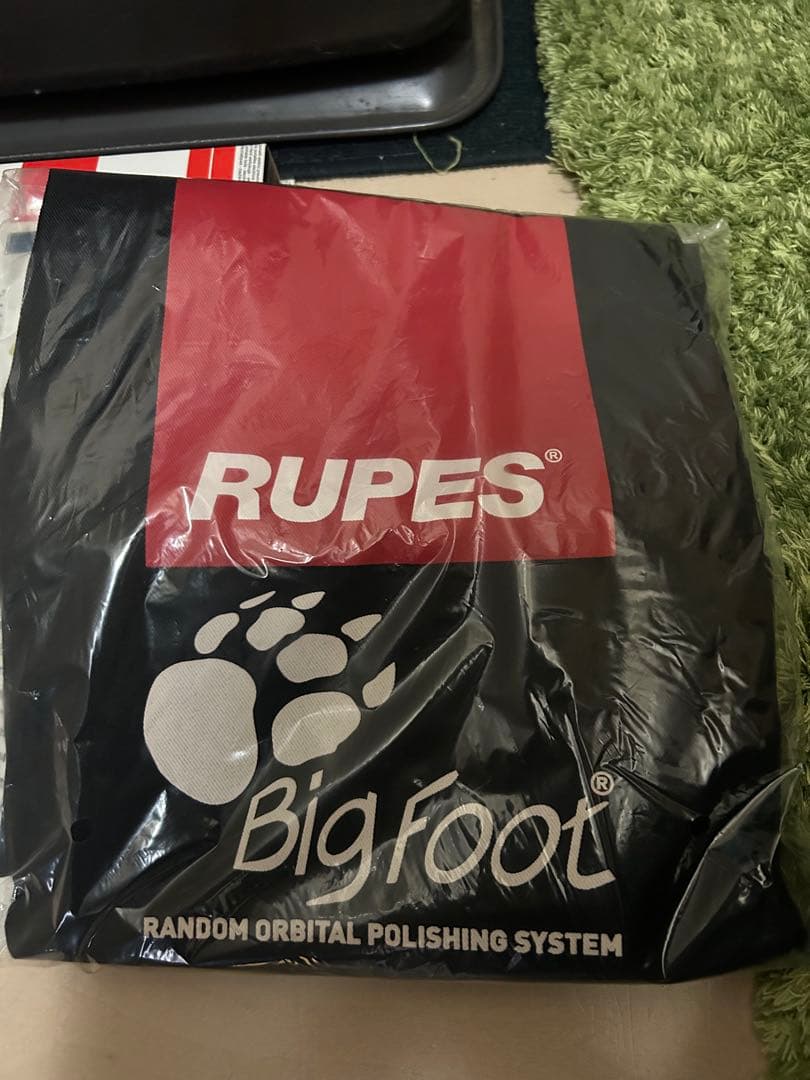 RUPES®
BigFoot®
RANDOM ORBITAL POLISHING SYSTEM